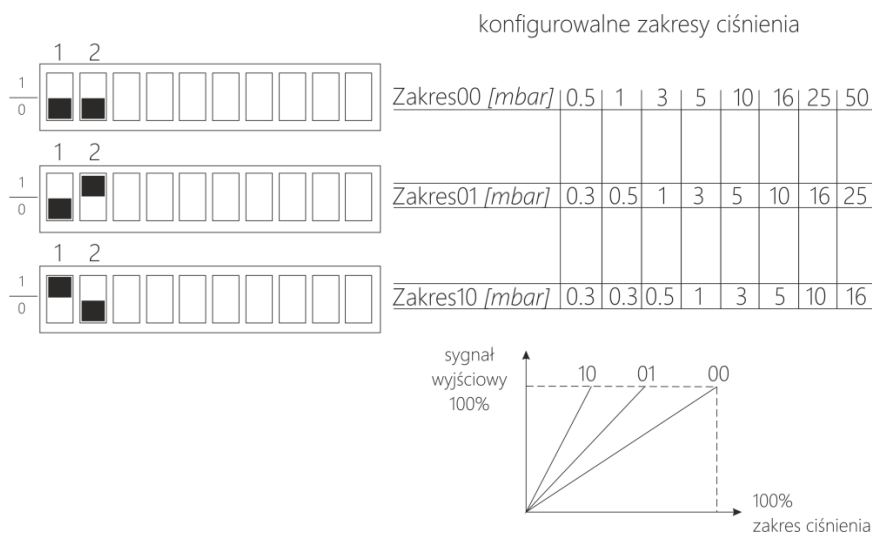 konfigurowalne zakresy ciśnienia
1 2
1
0
Zakres00 [mbar] 0.5 1 3 5 10 16 25 50
1 2
1
0
Zakres01 [mbar] 0.3 0.5 1 3 5 10 16 25
1 2
1
0
Zakres10 [mbar] 0.3 0.3 0.5 1 3 5 10 16
sygnał
wyjściowy
100%
10 01 00
100%
zakres ciśnienia